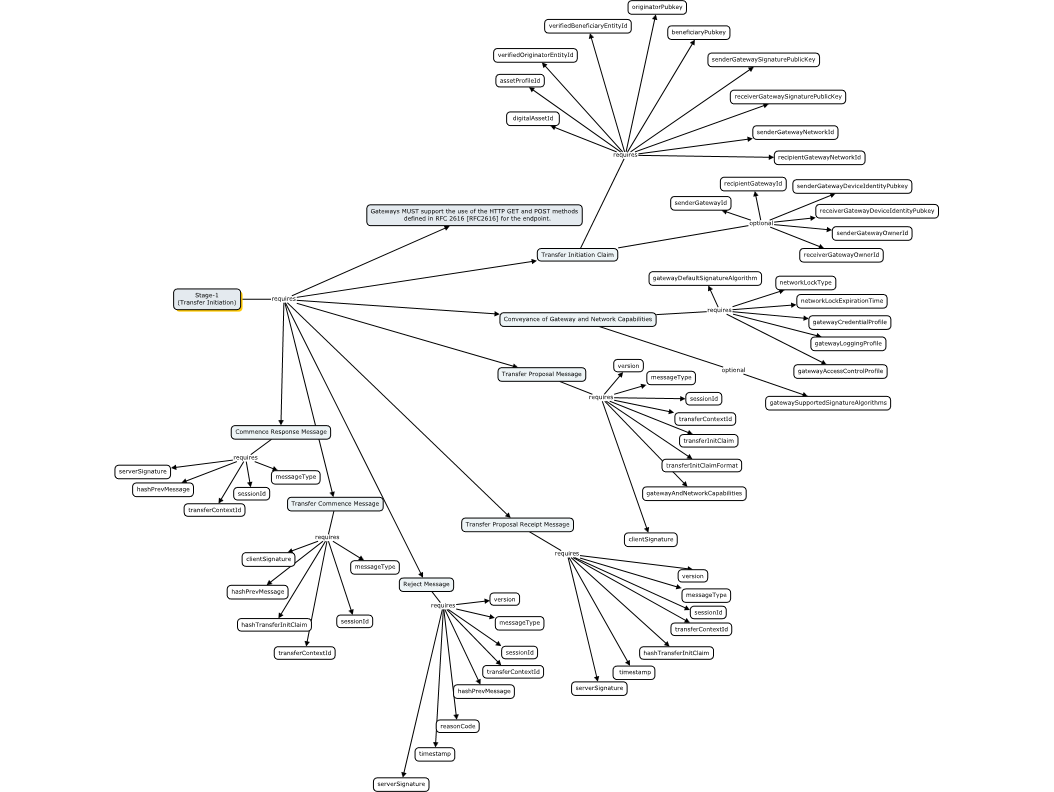 originatorPubkey
verifiedBeneficiaryEntityId
beneficiaryPubkey
verifiedOriginatorEntityId
senderGatewaySignaturePublicKey
assetProfileId
receiverGatewaySignaturePublicKey
digitalAssetId
senderGatewayNetworkId
requires
recipientGatewayNetworkId
recipientGatewayId
senderGatewayDeviceIdentityPubkey
senderGatewayId
receiverGatewayDeviceIdentityPubkey
optional
senderGatewayOwnerId
receiverGatewayOwnerId
Gateways MUST support the use of the HTTP GET and POST methods
defined in RFC 2616 [RFC2616] for the endpoint.
Transfer Initiation Claim
Stage-1
(Transfer Initiation)
requires
gatewayDefaultSignatureAlgorithm
networkLockType
networkLockExpirationTime
requires
gatewayCredentialProfile
gatewayLoggingProfile
gatewayAccessControlProfile
Conveyance of Gateway and Network Capabilities
optional
gatewaySupportedSignatureAlgorithms
Transfer Proposal Message
version
messageType
requires
sessionId
transferContextId
transferInitClaim
transferInitClaimFormat
gatewayAndNetworkCapabilities
clientSignature
Commence Response Message
requires
serverSignature
messageType
hashPrevMessage
sessionId
transferContextId
Transfer Commence Message
requires
clientSignature
messageType
hashPrevMessage
hashTransferInitClaim
sessionId
transferContextId
Transfer Proposal Receipt Message
requires
version
messageType
sessionId
transferContextId
hashTransferInitClaim
timestamp
serverSignature
Reject Message
requires
version
messageType
sessionId
transferContextId
hashPrevMessage
reasonCode
timestamp
serverSignature